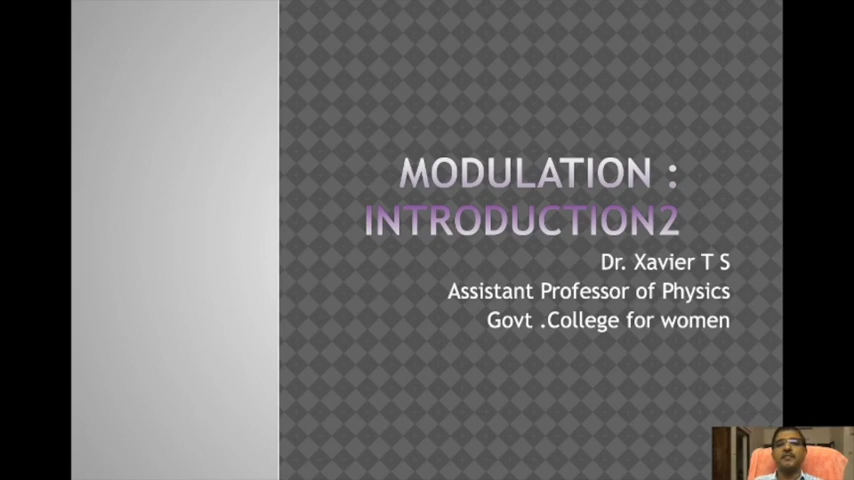 MODULATION :
INTRODUCTION2
Dr. Xavier T S
Assistant Professor of Physics
Govt .College for women